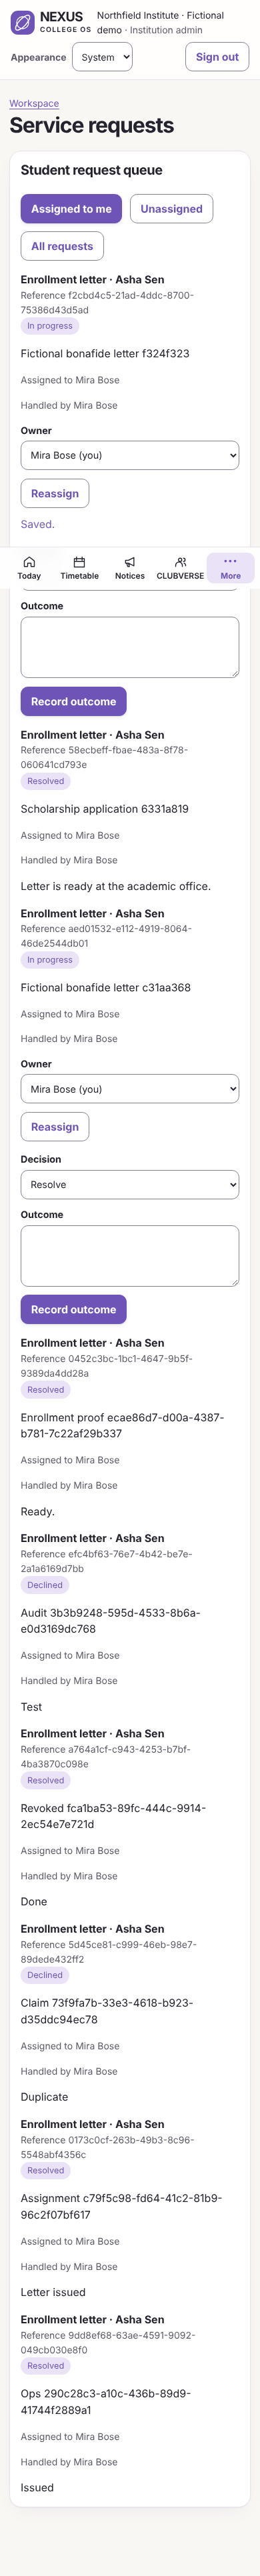 NEXUS
COLLEGE OS
Northfield Institute · Fictional
demo · Institution admin
Appearance
System
Sign out
Workspace
Service requests
Student request queue
Assigned to me
Unassigned
All requests
Enrollment letter · Asha Sen
Reference f2cbd4c5-21ad-4ddc-8700-
75386d43d5ad
In progress
Fictional bonafide letter f324f323
Assigned to Mira Bose
Handled by Mira Bose
Owner
Mira Bose (you)
Reassign
Saved.
Today
Timetable
Notices
CLUBVERSE
More
Outcome
Record outcome
Enrollment letter · Asha Sen
Reference 58ecbeff-fbae-483a-8f78-
060641cd793e
Resolved
Scholarship application 6331a819
Assigned to Mira Bose
Handled by Mira Bose
Letter is ready at the academic office.
Enrollment letter · Asha Sen
Reference aed01532-e112-4919-8064-
46de2544db01
In progress
Fictional bonafide letter c31aa368
Assigned to Mira Bose
Handled by Mira Bose
Owner
Mira Bose (you)
Reassign
Decision
Resolve
Outcome
Record outcome
Enrollment letter · Asha Sen
Reference 0452c3bc-1bc1-4647-9b5f-
9389da4dd28a
Resolved
Enrollment proof ecae86d7-d00a-4387-
b781-7c22af29b337
Assigned to Mira Bose
Handled by Mira Bose
Ready.
Enrollment letter · Asha Sen
Reference efc4bf63-76e7-4b42-be7e-
2a1a6169d7bb
Declined
Audit 3b3b9248-595d-4533-8b6a-
e0d3169dc768
Assigned to Mira Bose
Handled by Mira Bose
Test
Enrollment letter · Asha Sen
Reference a764a1cf-c943-4253-b7bf-
4ba3870c098e
Resolved
Revoked fca1ba53-89fc-444c-9914-
2ec54e7e721d
Assigned to Mira Bose
Handled by Mira Bose
Done
Enrollment letter · Asha Sen
Reference 5d45ce81-c999-46eb-98e7-
89dede432ff2
Declined
Claim 73f9fa7b-33e3-4618-b923-
d35ddc94ec78
Assigned to Mira Bose
Handled by Mira Bose
Duplicate
Enrollment letter · Asha Sen
Reference 0173c0cf-263b-49b3-8c96-
5548abf4356c
Resolved
Assignment c79f5c98-fd64-41c2-81b9-
96c2f07bf617
Assigned to Mira Bose
Handled by Mira Bose
Letter issued
Enrollment letter · Asha Sen
Reference 9dd8ef68-63ae-4591-9092-
049cb030e8f0
Resolved
Ops 290c28c3-a10c-436b-89d9-
41744f2889a1
Assigned to Mira Bose
Handled by Mira Bose
Issued